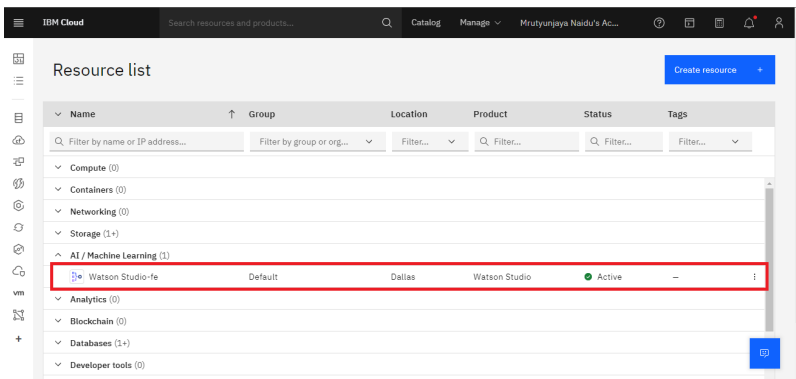 IBM Cloud Search resources and products... Catalog Manage Mrutyunjaya Naidu's Ac...
Resource list
Create resource +
Name Group Location Product Status Tags
Filter by name or IP address... Filter by group or org... Filter... Filter... Filter... Filter...
Compute (0)
Containers (0)
Networking (0)
Storage (1+)
AI / Machine Learning (1)
Watson Studio-fe Default Dallas Watson Studio Active –
Analytics (0)
vm
Blockchain (0)
Databases (1+)
Developer tools (0)